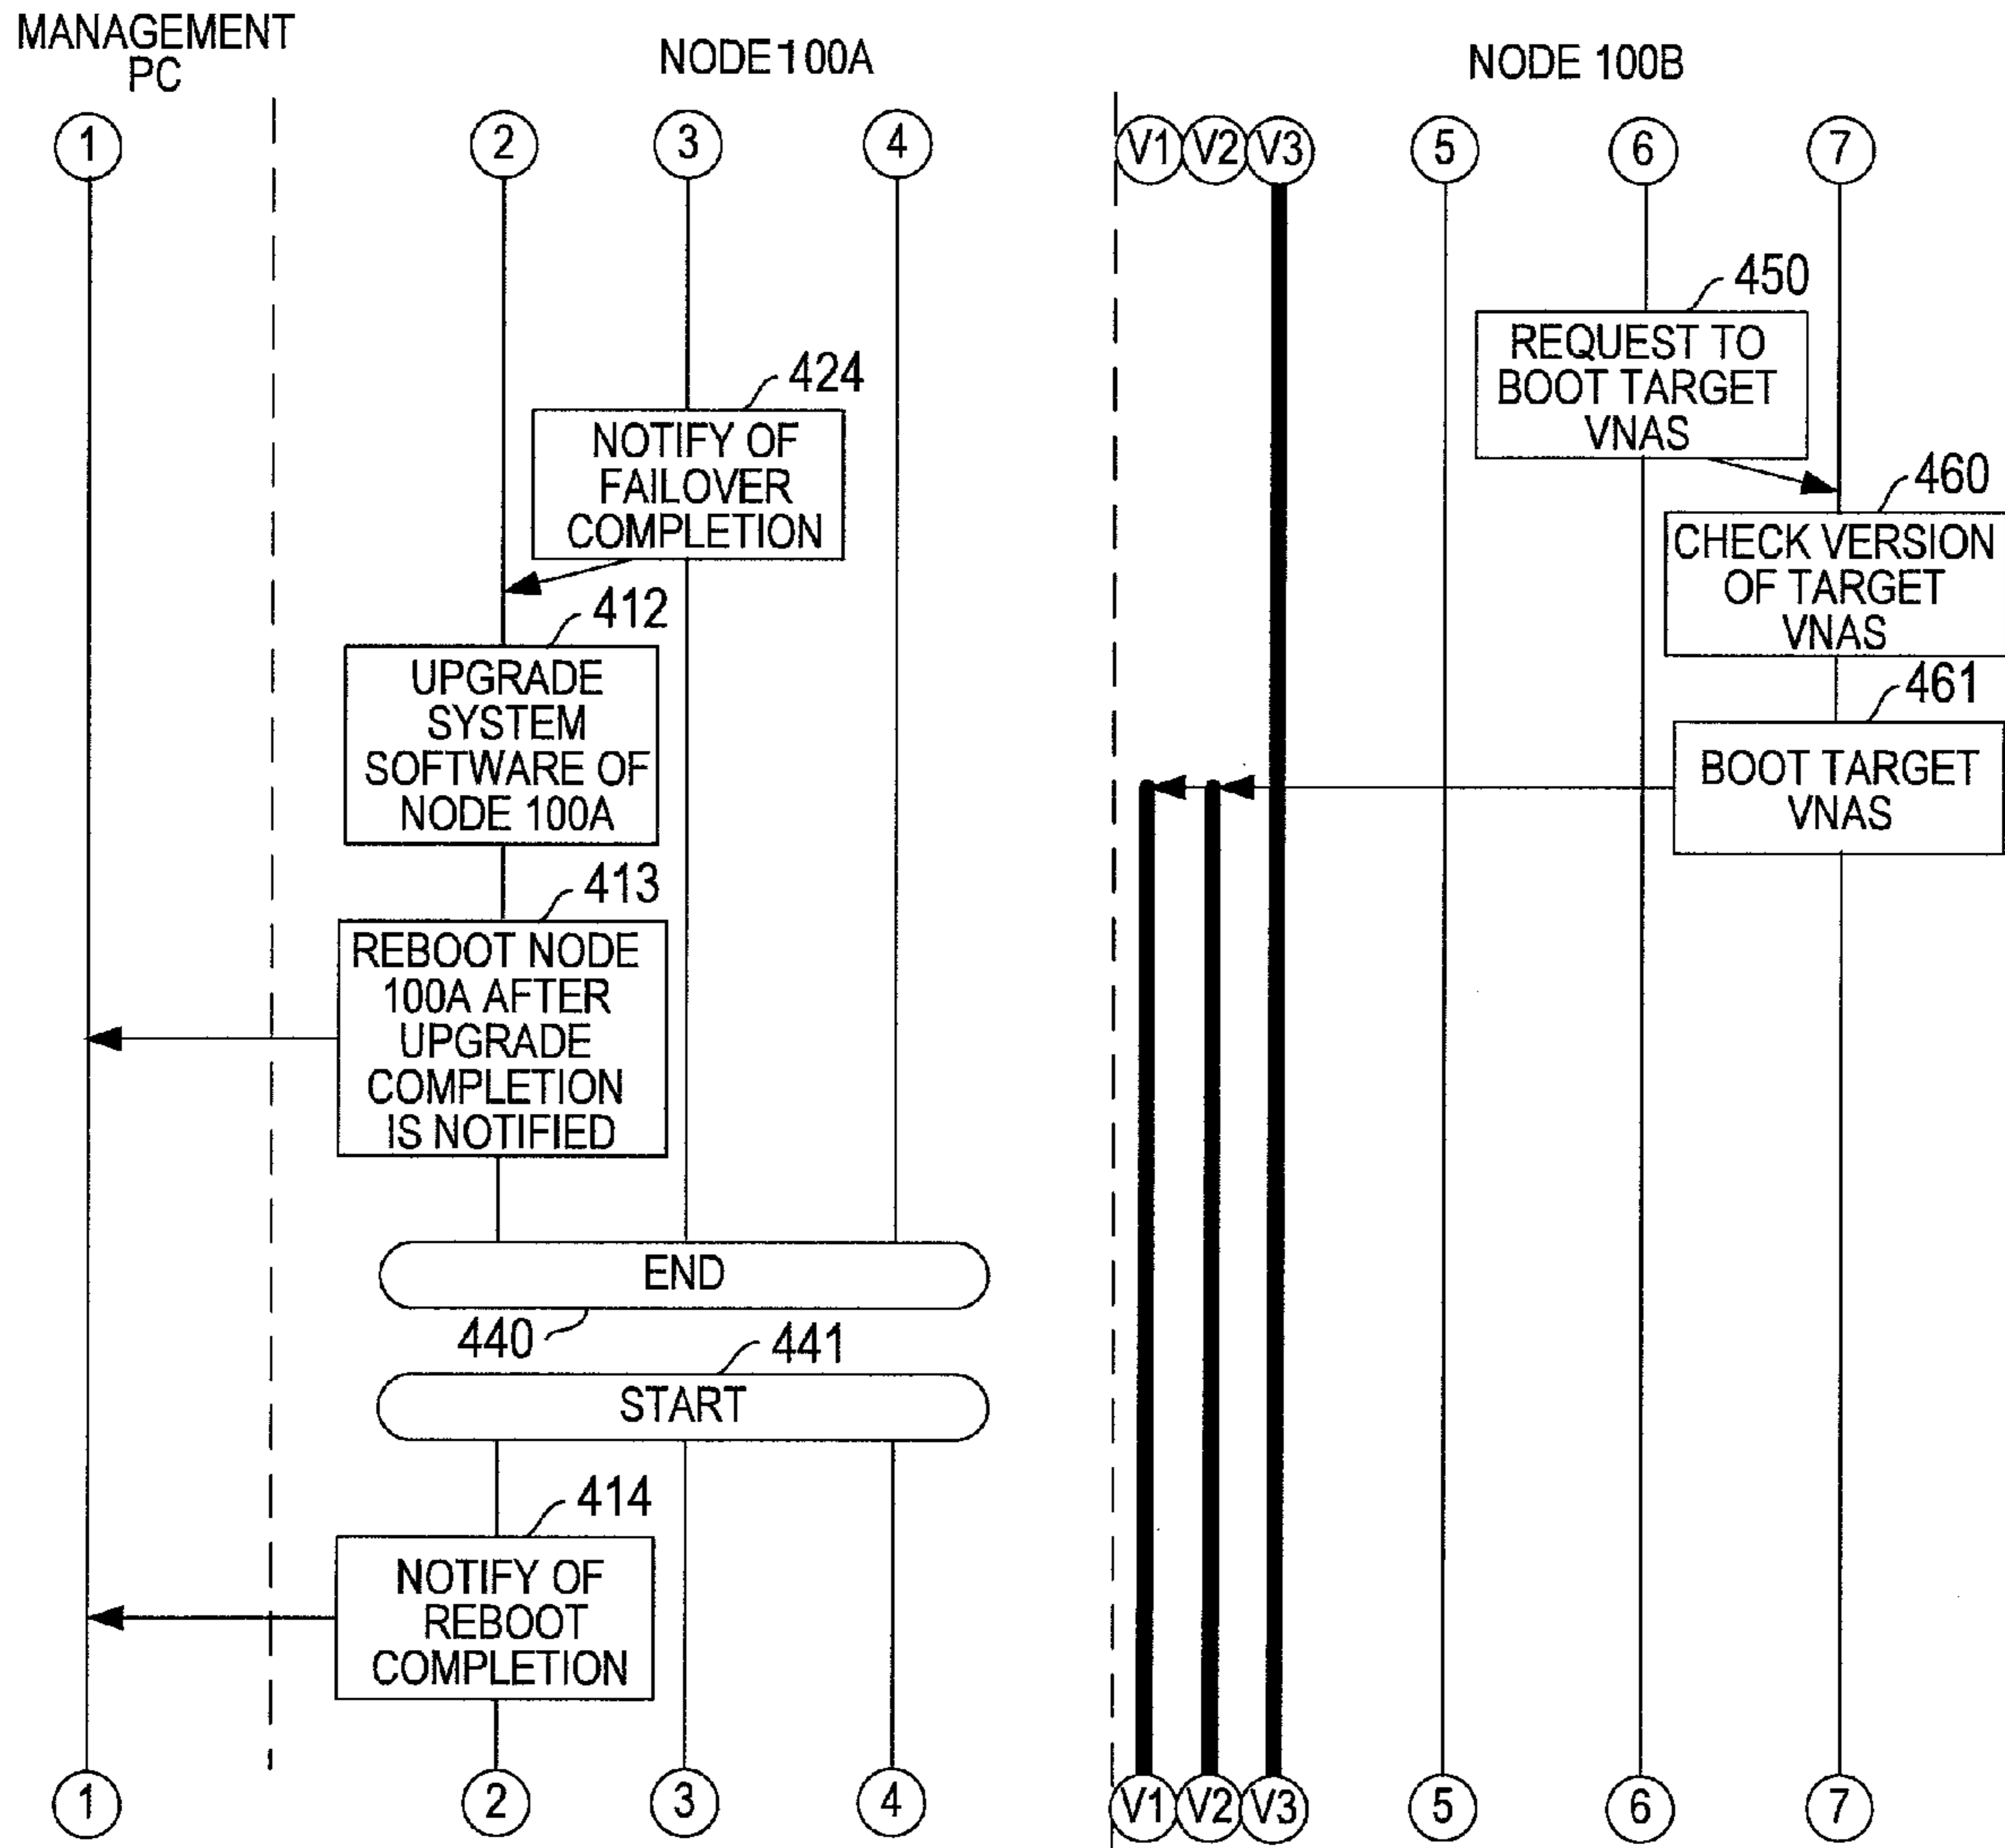 MANAGEMENT
PC
NODE 100A
NODE 100B
1
2
3
4
V1
V2
V3
5
6
7
450
REQUEST TO
BOOT TARGET
VNAS
424
NOTIFY OF
FAILOVER
COMPLETION
460
CHECK VERSION
OF TARGET
VNAS
412
UPGRADE
SYSTEM
SOFTWARE OF
NODE 100A
461
BOOT TARGET
VNAS
413
REBOOT NODE
100A AFTER
UPGRADE
COMPLETION
IS NOTIFIED
END
440
441
START
414
NOTIFY OF
REBOOT
COMPLETION
1
2
3
4
V1
V2
V3
5
6
7